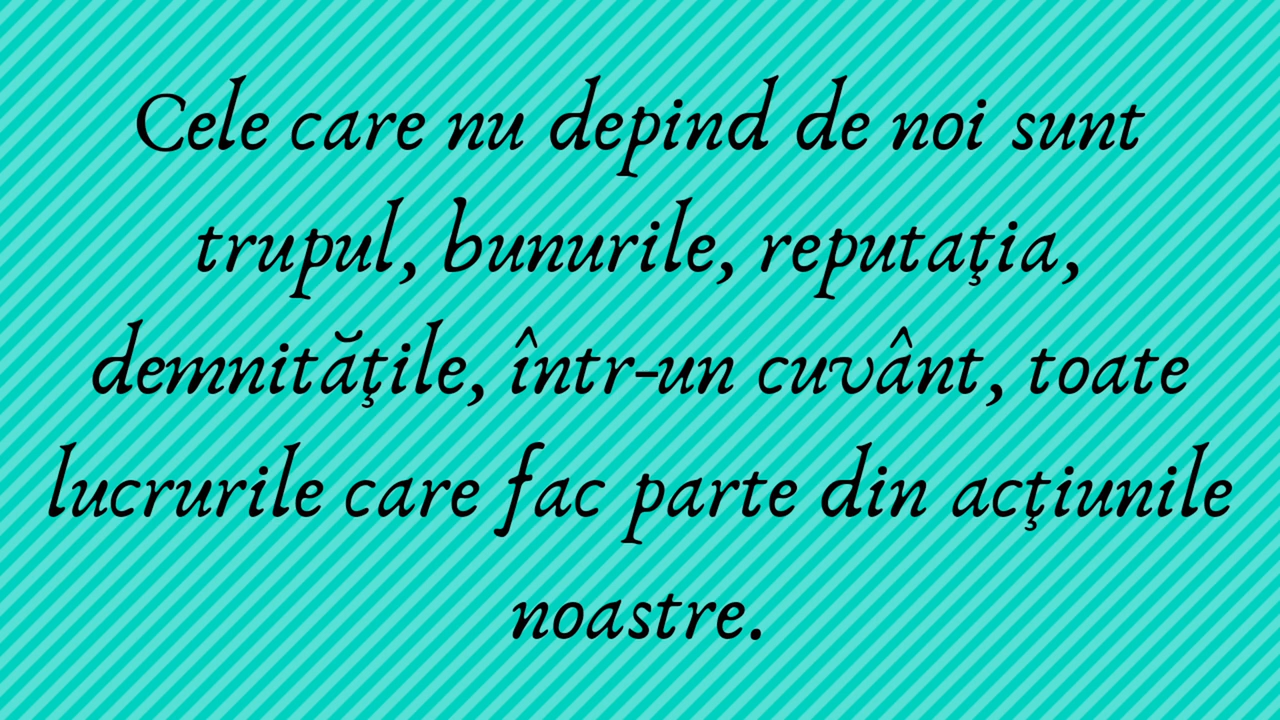 Cele care nu depind de noi sunt
trupul, bunurile, reputaţia,
demnităţile, într-un cuvânt, toate
lucrurile care fac parte din acţiunile
noastre.